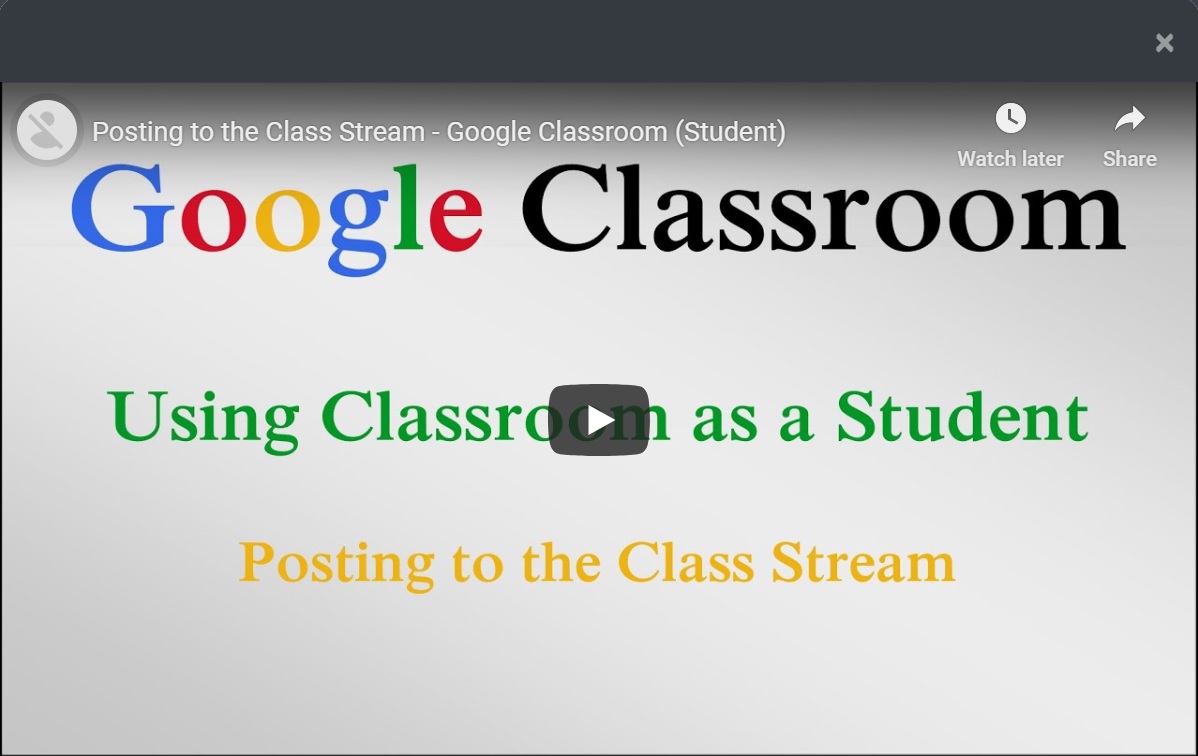 Posting to the Class Stream - Google Classroom (Student)
Watch later
Share
Google Classroom
Using Classroom as a Student
Posting to the Class Stream